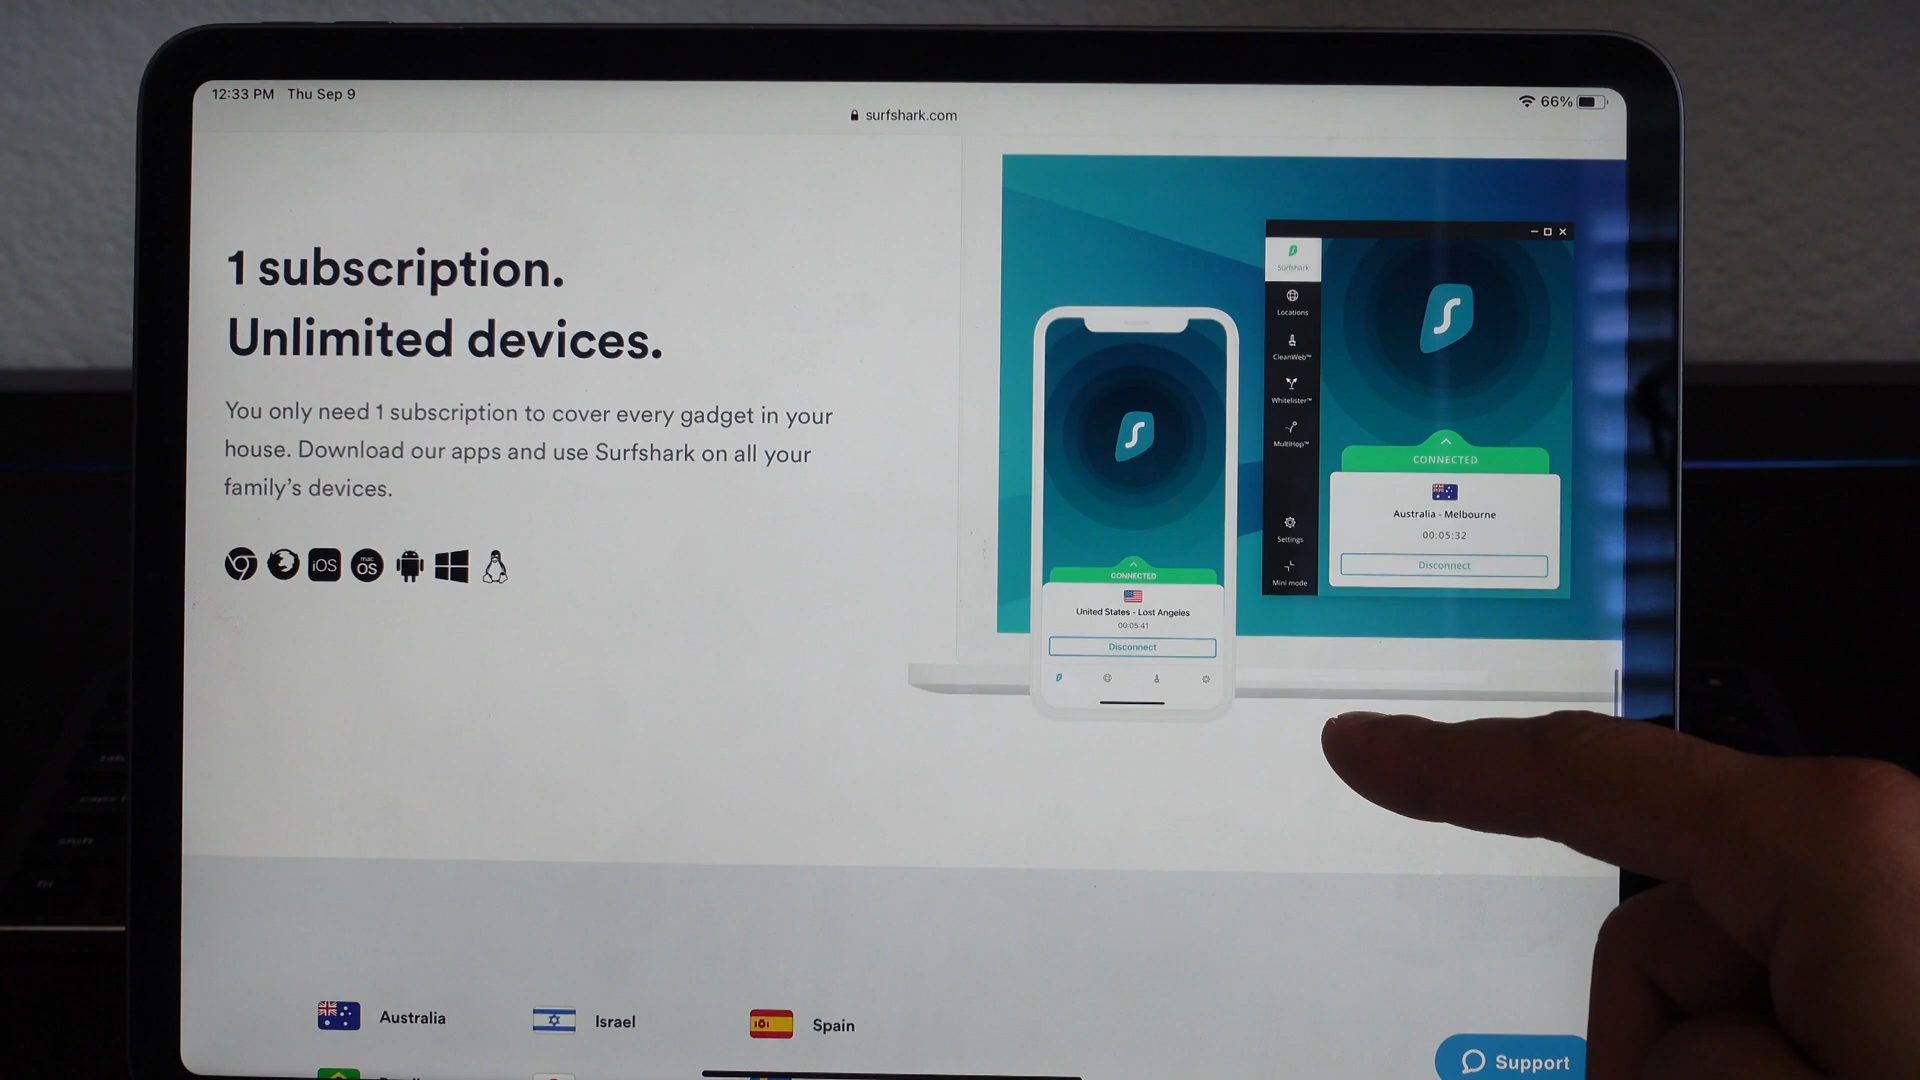 12:33 PM Thu Sep 9
66%
surfshark.com
1 subscription.
Unlimited devices.
You only need 1 subscription to cover every gadget in your
house. Download our apps and use Surfshark on all your
family's devices.
iOS
mac
OS
Surfshark
Locations
CleanWeb™
Whitelister™
MultiHop™
Settings
Mini mode
CONNECTED
Australia - Melbourne
00:05:32
Disconnect
CONNECTED
United States - Lost Angeles
00:05:41
Disconnect
Australia
Israel
Spain
Support